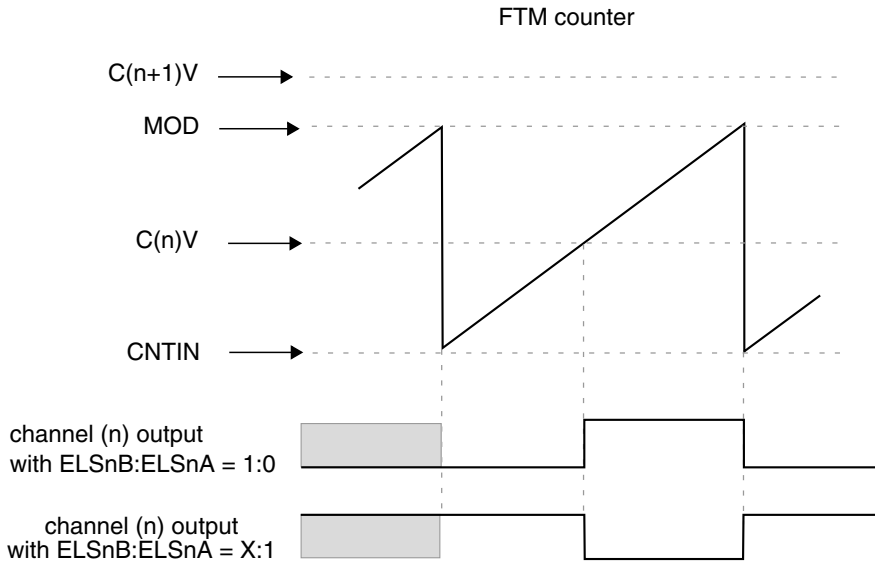 FTM counter
C(n+1)V
MOD
C(n)V
CNTIN
channel (n) output
with ELSnB:ELSnA = 1:0
channel (n) output
with ELSnB:ELSnA = X:1